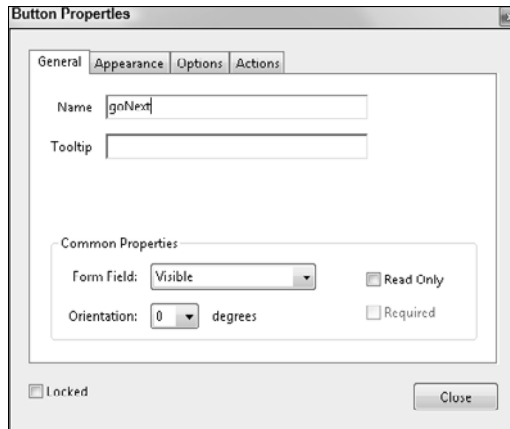 Button Properties
General Appearance Options Actions
Name goNext
Tooltip
Common Properties
Form Field: Visible Read Only
Orientation: 0 degrees Required
Locked Close